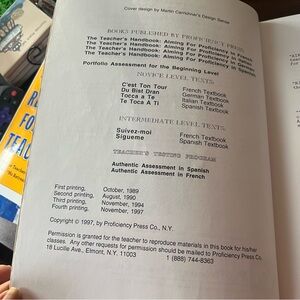 Cover design by Martin Carnovale's Design Sense
BOOKS PUBLISHED BY PROFICIENCY PRESS
The Teacher's Handbook: Aiming For Proficiency in French
The Teacher's Handbook: Aiming For Proficiency in
The Teacher's Handbook: Aiming For Proficiency in
The Teacher's Handbook: Aiming For Proficiency in Spanish
Portfolio Assessment for the Beginning Level
NOVICE LEVEL TEXTS
C'est Ton Tour French Textbook
Du Bist Dran German Textbook
Tocca a Te Italian Textbook
Te Toca A Ti Spanish Textbook
INTERMEDIATE LEVEL TEXTS
Suivez-moi French Textbook
Sigueme Spanish Textbook
TEACHER'S TESTING PROGRAM
Authentic Assessment in Spanish
Authentic Assessment in French
First printing, October, 1989
Second printing, August, 1990
Third printing, November, 1994
Fourth printing, November, 1997
Copyright © 1997, by Proficiency Press Co., N.Y.
Permission is granted for the teacher to reproduce materials in this book for his/her
classes. Any other requests for permission should be mailed to Proficiency Press Co.
18 Lucille Ave., Elmont, N.Y. 11003 1 (888) 744-8363